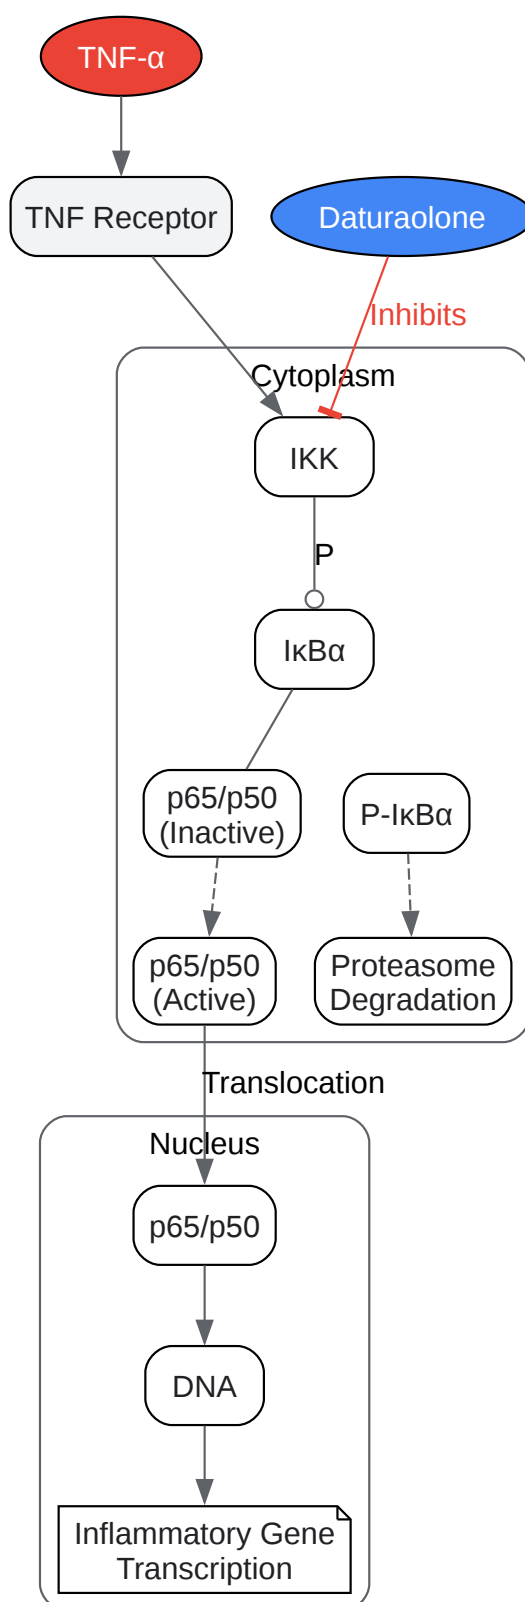 TNF-α
TNF Receptor
Daturaolone
Inhibits
Cytoplasm
IKK
P
IκBα
p65/p50
(Inactive)
P-IκBα
p65/p50
(Active)
Proteasome
Degradation
Translocation
Nucleus
p65/p50
DNA
Inflammatory Gene
Transcription